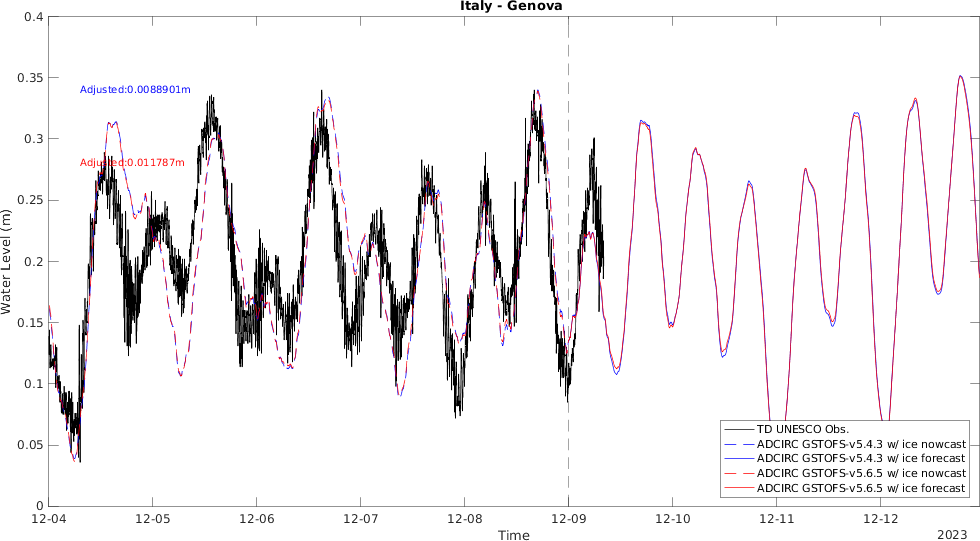 Italy - Genova
0.4
0.35
0.3
0.25
0.2
0.15
0.1
0.05
0
Water Level (m)
Adjusted:0.0088901m
Adjusted:0.011787m
TD UNESCO Obs.
ADCIRC GSTOFS-v5.4.3 w/ ice nowcast
ADCIRC GSTOFS-v5.4.3 w/ ice forecast
ADCIRC GSTOFS-v5.6.5 w/ ice nowcast
ADCIRC GSTOFS-v5.6.5 w/ ice forecast
12-04 12-05 12-06 12-07 12-08 12-09 12-10 12-11 12-12
Time
2023